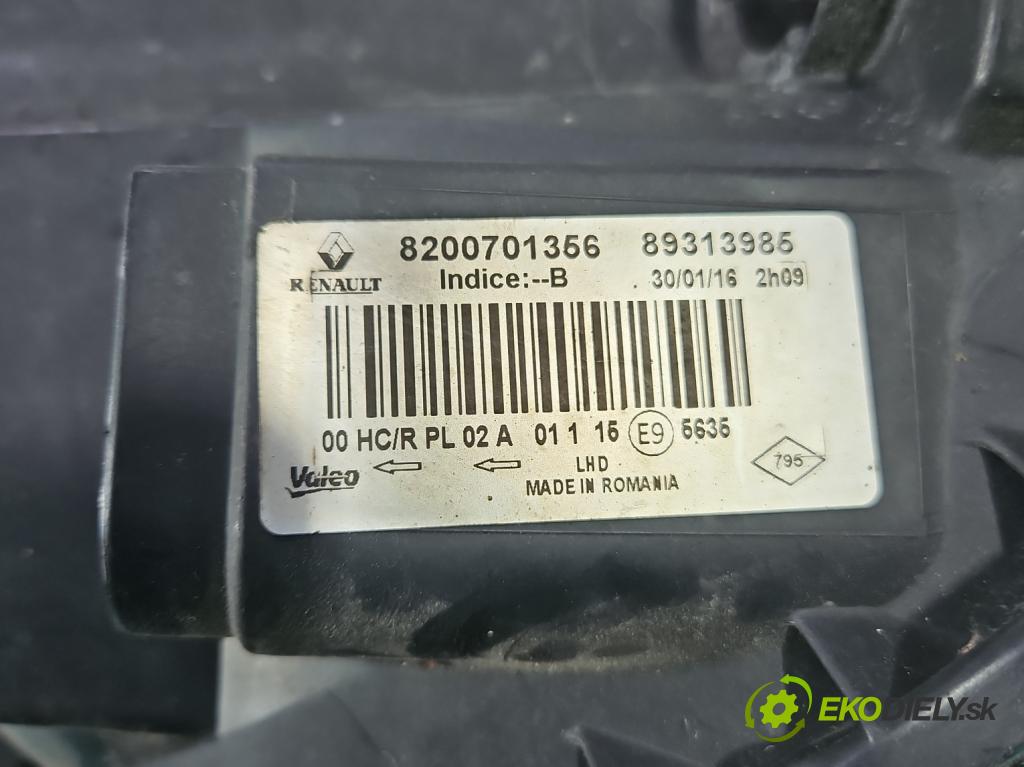 8200701356 89313985
RENAULT Indice:--B 30/01/16 2h09
00 HC/R PL 02 A 01 1 15 E9 5635
Valeo LHD 795
MADE IN ROMANIA
EKODIELY.sk